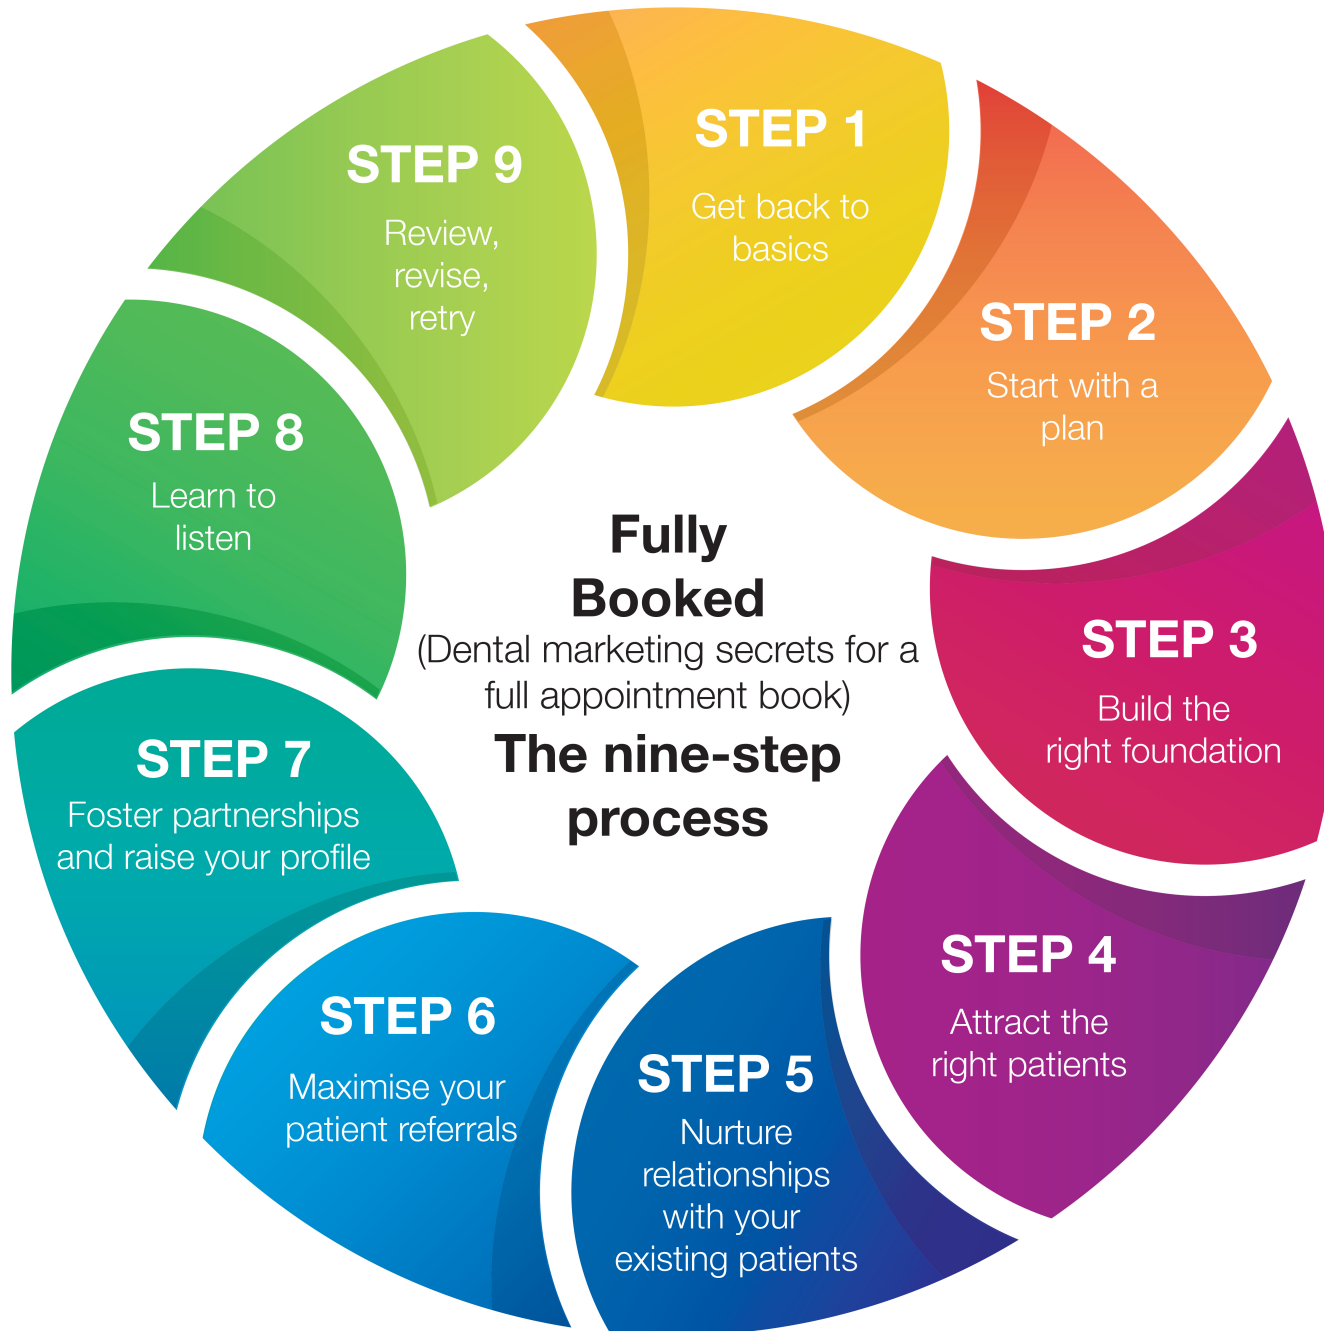 STEP 1
Get back to
basics
STEP 2
Start with a
plan
STEP 3
Build the
right foundation
STEP 4
Attract the
right patients
STEP 5
Nurture
relationships
with your
existing patients
STEP 6
Maximise your
patient referrals
STEP 7
Foster partnerships
and raise your profile
STEP 8
Learn to
listen
STEP 9
Review,
revise,
retry
Fully
Booked
(Dental marketing secrets for a
full appointment book)
The nine-step
process